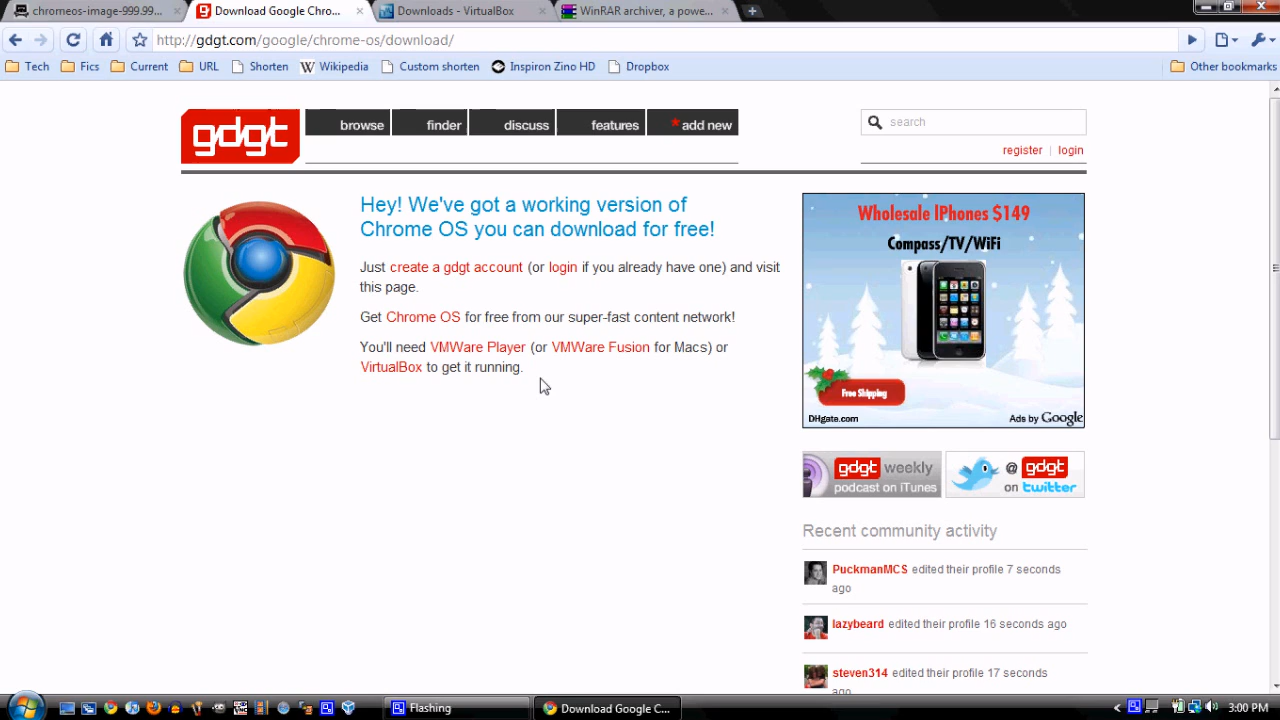 chromeos-image-999.99...
Download Google Chro...
Downloads - VirtualBox
WinRAR archiver, a powe...
http://gdgt.com/google/chrome-os/download/
Tech
Fics
Current
URL
Shorten
Wikipedia
Custom shorten
Inspiron Zino HD
Dropbox
Other bookmarks
gdgt
browse
finder
discuss
features
*add new
search
register | login
Hey! We've got a working version of
Chrome OS you can download for free!
Just create a gdgt account (or login if you already have one) and visit
this page.
Get Chrome OS for free from our super-fast content network!
You'll need VMWare Player (or VMWare Fusion for Macs) or
VirtualBox to get it running.
Wholesale IPhones $149
Compass/TV/WiFi
Free Shipping
DHgate.com
Ads by Google
gdgt weekly
podcast on iTunes
@ gdgt
on twitter
Recent community activity
PuckmanMCS edited their profile 7 seconds
ago
lazybeard edited their profile 16 seconds ago
steven314 edited their profile 17 seconds
ago
Flashing
Download Google C...
3:00 PM